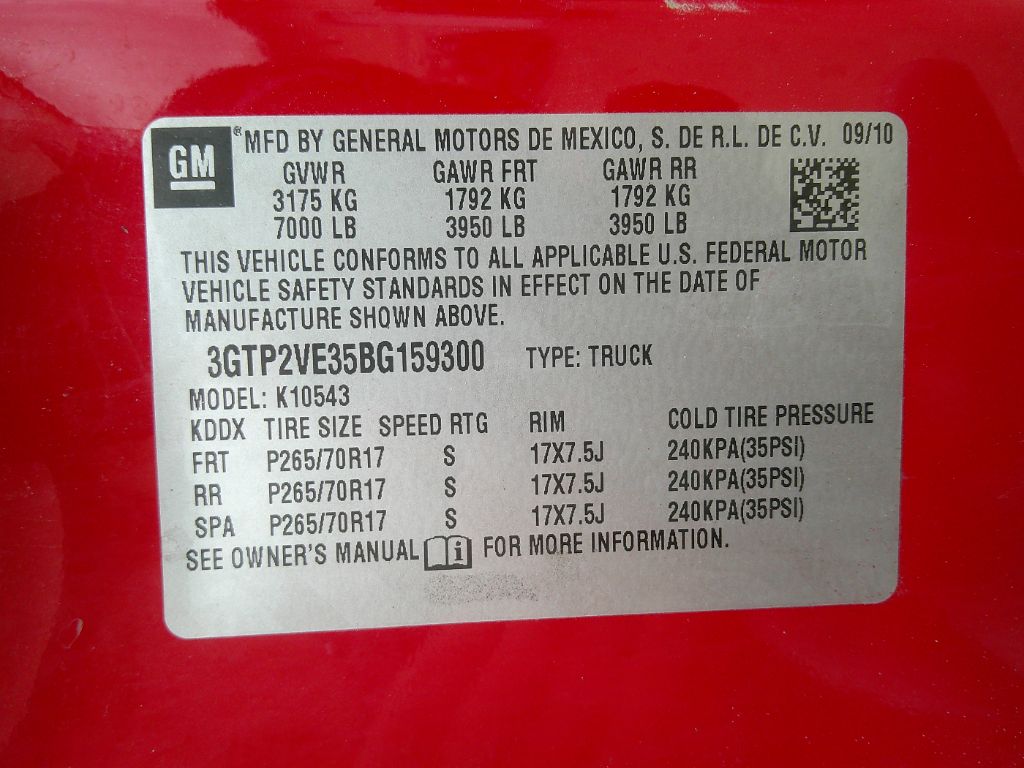 GM ® MFD BY GENERAL MOTORS DE MEXICO, S. DE R.L. DE C.V. 09/10
GVWR GAWR FRT GAWR RR
3175 KG 1792 KG 1792 KG
7000 LB 3950 LB 3950 LB
THIS VEHICLE CONFORMS TO ALL APPLICABLE U.S. FEDERAL MOTOR
VEHICLE SAFETY STANDARDS IN EFFECT ON THE DATE OF
MANUFACTURE SHOWN ABOVE.
3GTP2VE35BG159300 TYPE: TRUCK
MODEL: K10543
KDDX TIRE SIZE SPEED RTG RIM COLD TIRE PRESSURE
FRT P265/70R17 S 17X7.5J 240KPA(35PSI)
RR P265/70R17 S 17X7.5J 240KPA(35PSI)
SPA P265/70R17 S 17X7.5J 240KPA(35PSI)
SEE OWNER'S MANUAL i FOR MORE INFORMATION.